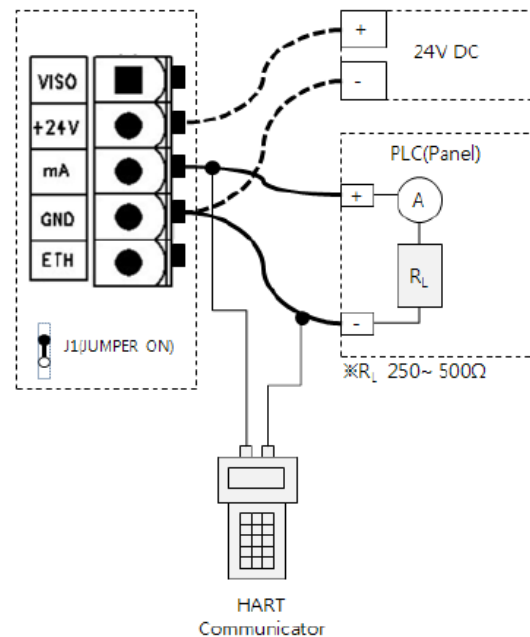 VISO
+24V
mA
GND
ETH
J1(JUMPER ON)
+
24V DC
-
PLC(Panel)
+
A
RL
-
※RL 250~ 500Ω
HART
Communicator